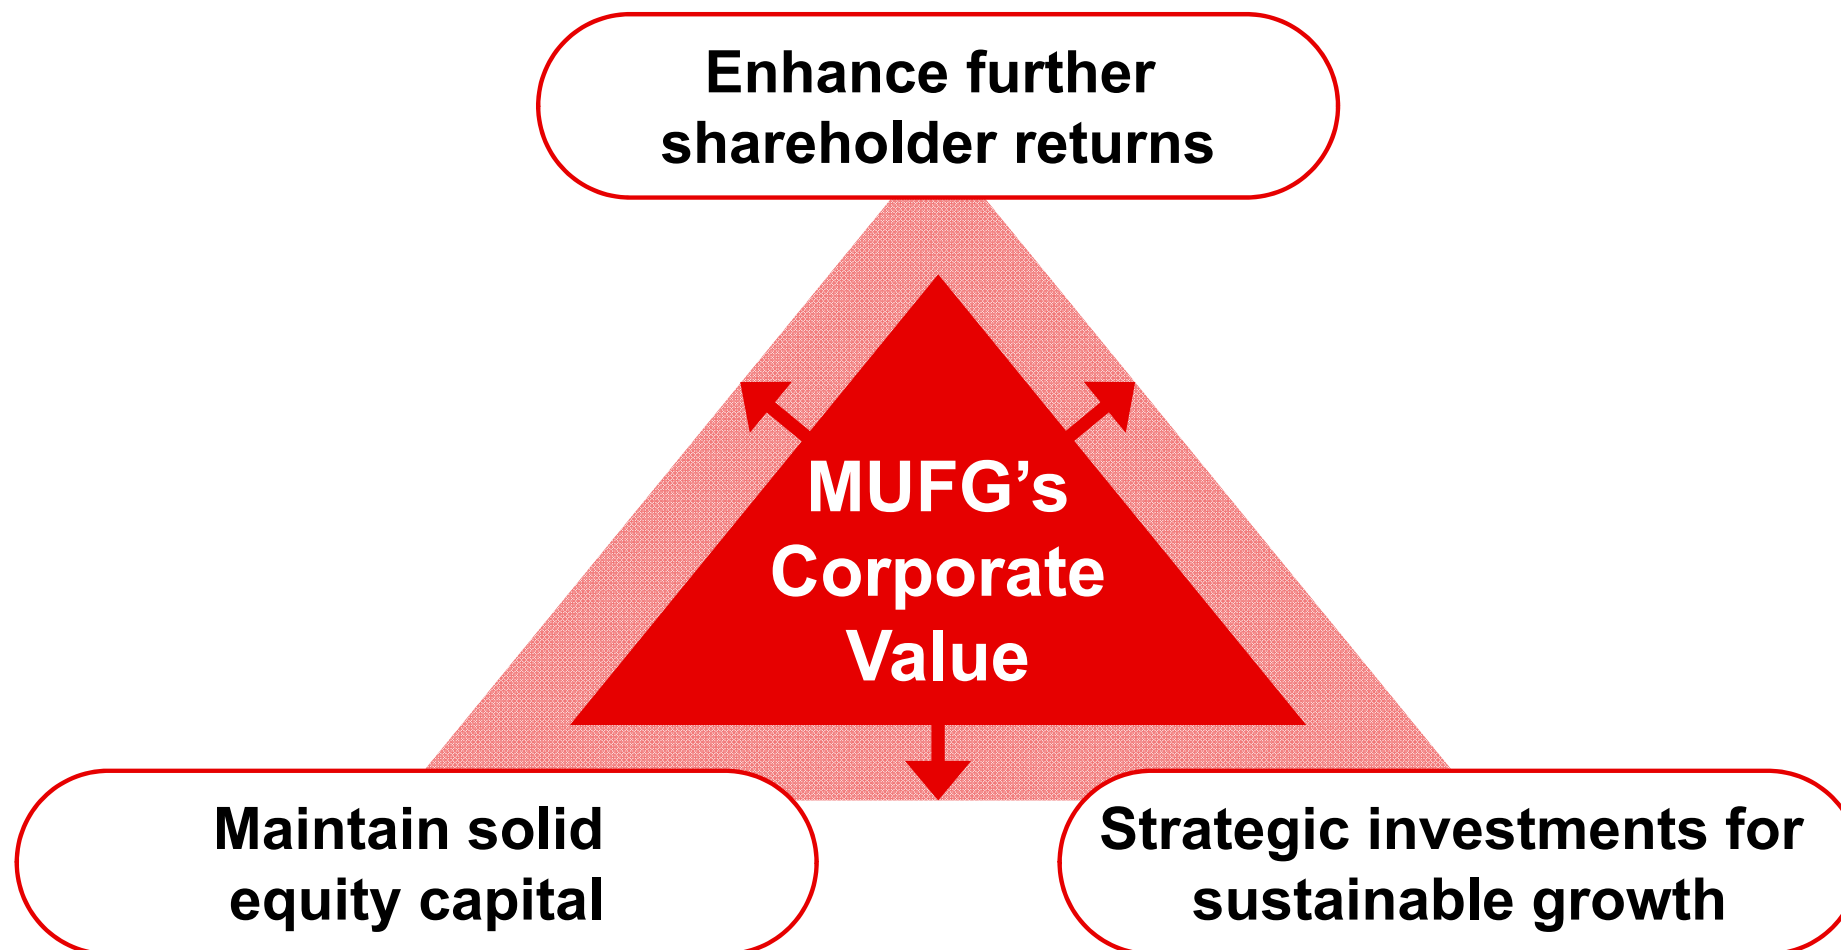 Enhance further
shareholder returns
MUFG’s
Corporate
Value
Maintain solid
equity capital
Strategic investments for
sustainable growth